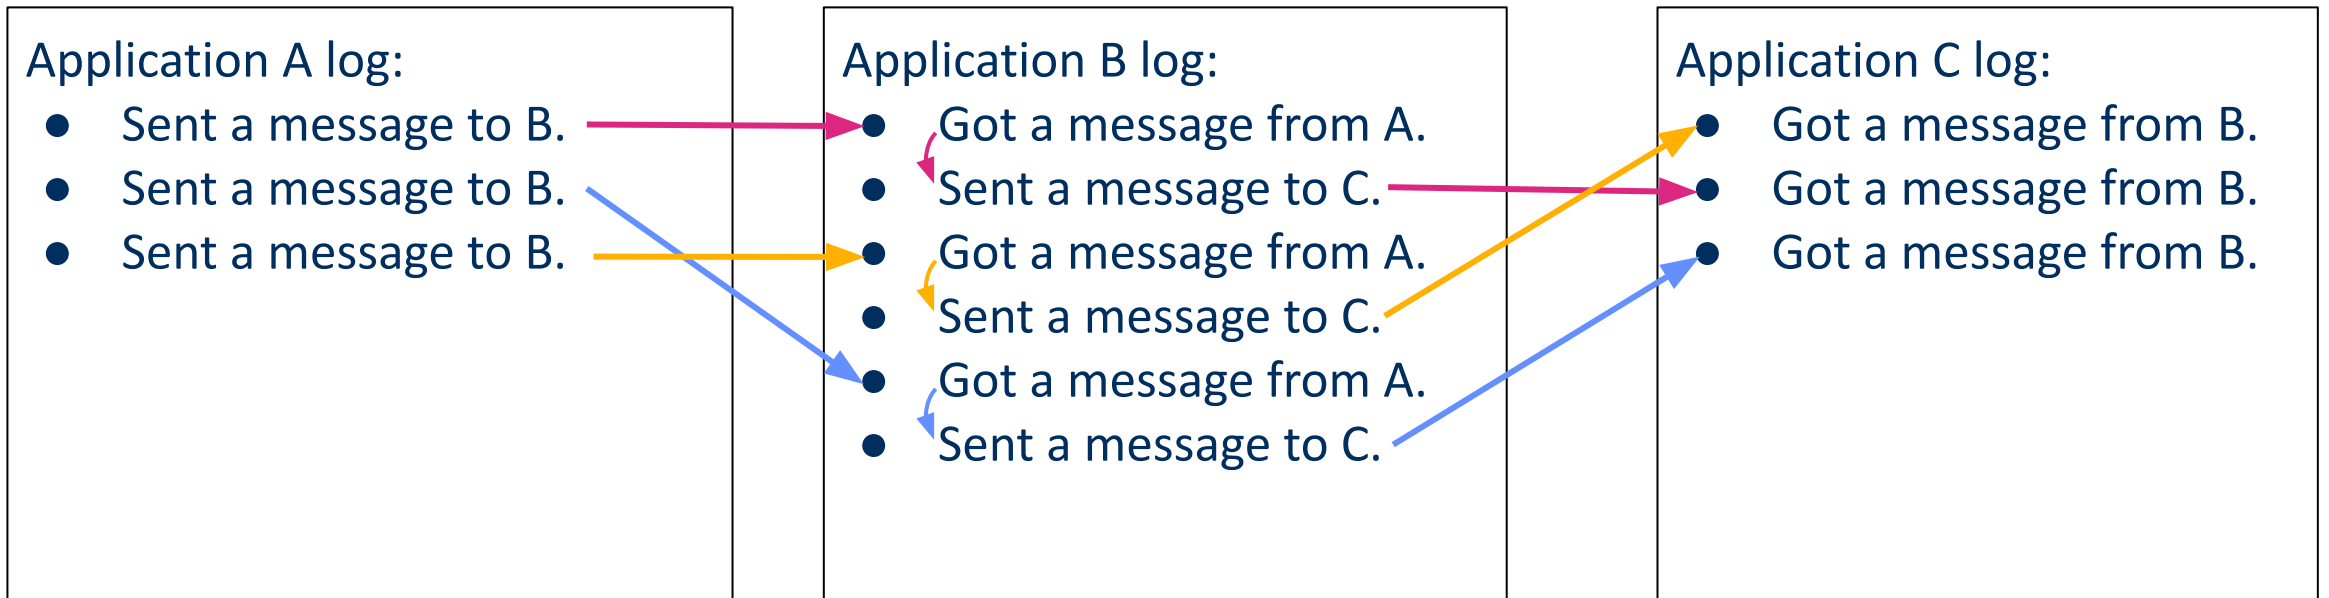 Application A log:
● Sent a message to B.
● Sent a message to B.
● Sent a message to B.
Application B log:
● Got a message from A.
● Sent a message to C.
● Got a message from A.
● Sent a message to C.
● Got a message from A.
● Sent a message to C.
Application C log:
● Got a message from B.
● Got a message from B.
● Got a message from B.